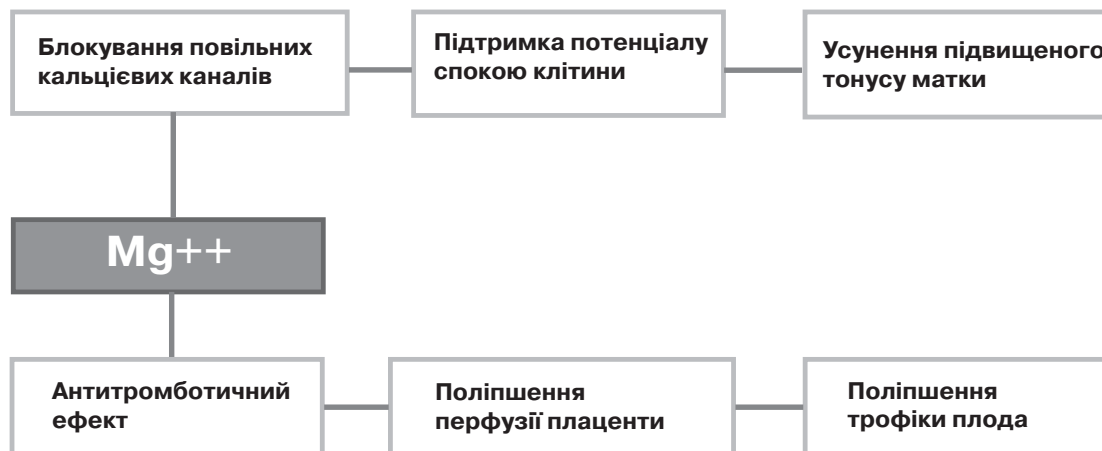 Блокування повільних
кальцієвих каналів
Підтримка потенціалу
спокою клітини
Усунення підвищеного
тонусу матки
Mg++
Антитромботичний
ефект
Поліпшення
перфузії плаценти
Поліпшення
трофіки плода